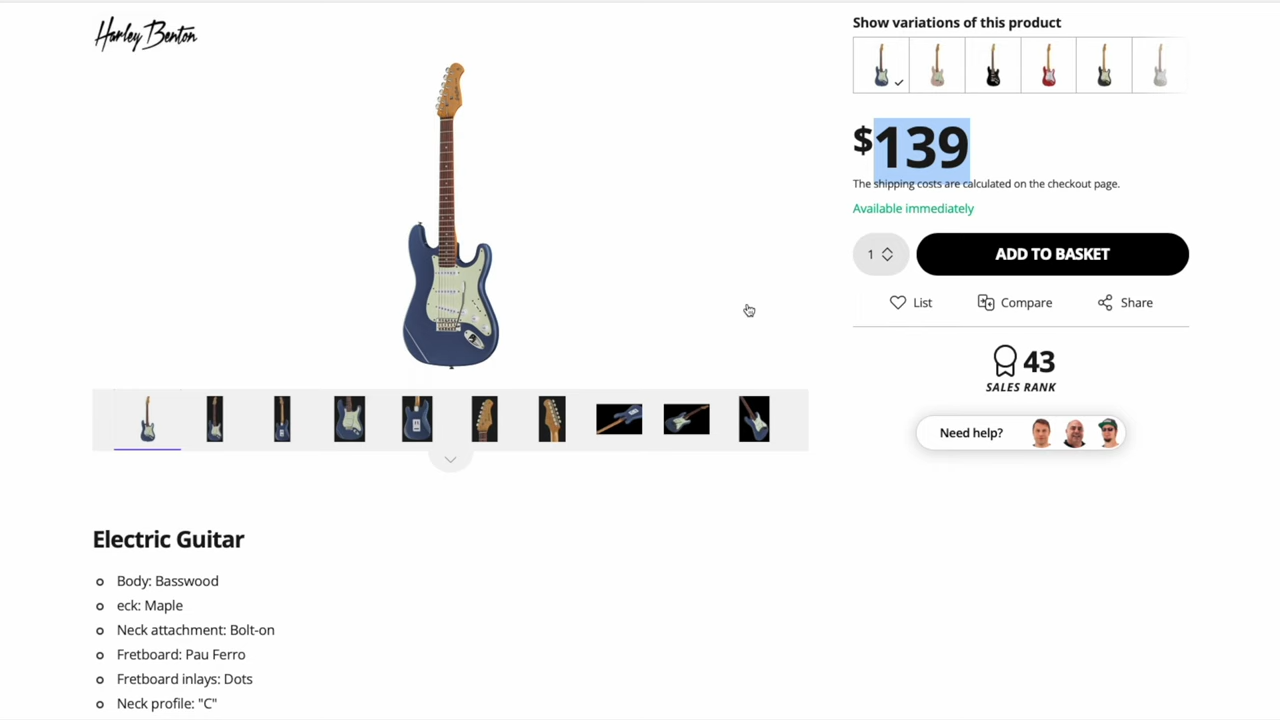 Harley Benton
Show variations of this product
$139
The shipping costs are calculated on the checkout page.
Available immediately
1
ADD TO BASKET
List
Compare
Share
43
SALES RANK
Need help?
Electric Guitar
Body: Basswood
eck: Maple
Neck attachment: Bolt-on
Fretboard: Pau Ferro
Fretboard inlays: Dots
Neck profile: "C"